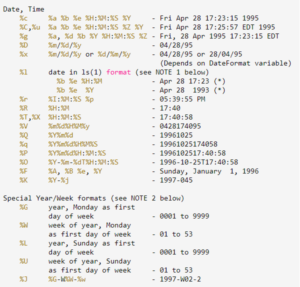 Date, Time
%c %a %b %e %H:%M:%S %Y - Fri Apr 28 17:23:15 1995
%C,%u %a %b %e %H:%M:%S %Z %Y - Fri Apr 28 17:25:57 EDT 1995
%g %a, %d %b %Y %H:%M:%S %Z - Fri, 28 Apr 1995 17:23:15 EDT
%D %m/%d/%y - 04/28/95
%x %m/%d/%y or %d/%m/%y - 04/28/95 or 28/04/95
(Depends on DateFormat variable)
%l date in ls(1) format (see NOTE 1 below)
%b %e %H:%M - Apr 28 17:23 (*)
%b %e %Y - Apr 28 1993 (*)
%r %I:%M:%S %p - 05:39:55 PM
%R %H:%M - 17:40
%T,%X %H:%M:%S - 17:40:58
%V %m%d%H%M%y - 0428174095
%Q %Y%m%d - 19961025
%q %Y%m%d%H%M%S - 19961025174058
%P %Y%m%d%H:%M:%S - 1996102517:40:58
%O %Y-%m-%dT%H:%M:%S - 1996-10-25T17:40:58
%F %A, %B %e, %Y - Sunday, January 1, 1996
%K %Y-%j - 1997-045
Special Year/Week formats (see NOTE 2 below)
%G year, Monday as first
day of week - 0001 to 9999
%W week of year, Monday
as first day of week - 01 to 53
%L year, Sunday as first
day of week - 0001 to 9999
%U week of year, Sunday
as first day of week - 01 to 53
%J %G-W%W-%w - 1997-W02-2